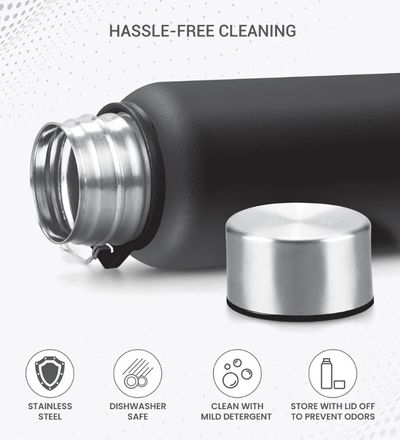 HASSLE-FREE CLEANING
STAINLESS
STEEL
DISHWASHER
SAFE
CLEAN WITH
MILD DETERGENT
STORE WITH LID OFF
TO PREVENT ODORS